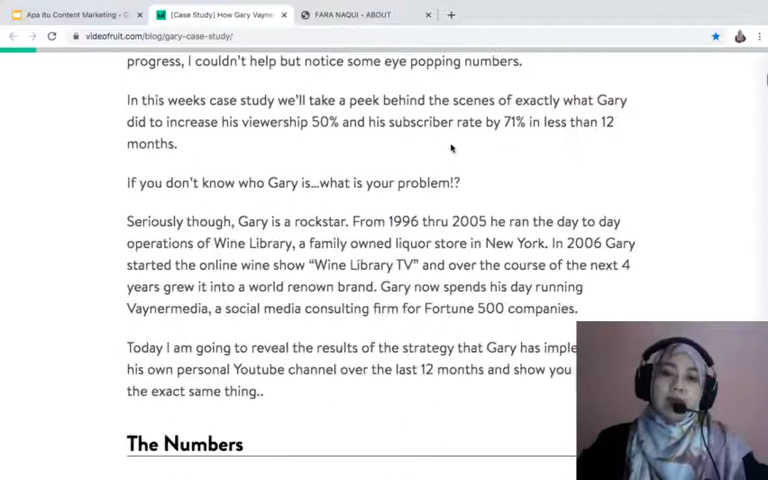 Apa Itu Content Marketing - G
[Case Study] How Gary Vayne
FARA NAQUI - ABOUT
videofruit.com/blog/gary-case-study/
progress, I couldn't help but notice some eye popping numbers.
In this weeks case study we'll take a peek behind the scenes of exactly what Gary
did to increase his viewership 50% and his subscriber rate by 71% in less than 12
months.
If you don't know who Gary is...what is your problem!?
Seriously though, Gary is a rockstar. From 1996 thru 2005 he ran the day to day
operations of Wine Library, a family owned liquor store in New York. In 2006 Gary
started the online wine show “Wine Library TV” and over the course of the next 4
years grew it into a world renown brand. Gary now spends his day running
Vaynermedia, a social media consulting firm for Fortune 500 companies.
Today I am going to reveal the results of the strategy that Gary has imple
his own personal Youtube channel over the last 12 months and show you
the exact same thing..
The Numbers